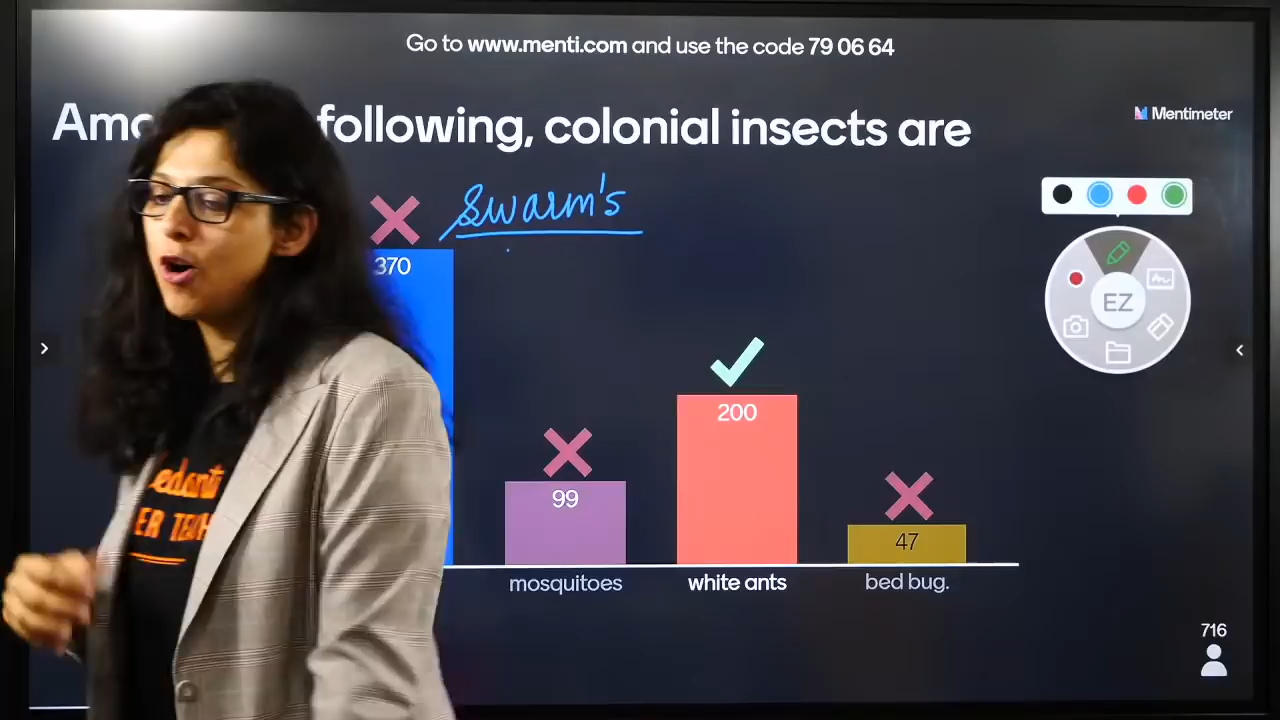 Go to www.menti.com and use the code 79 06 64
following, colonial insects are
Mentimeter
swarm's
370
EZ
200
99
47
mosquitoes
white ants
bed bug.
716